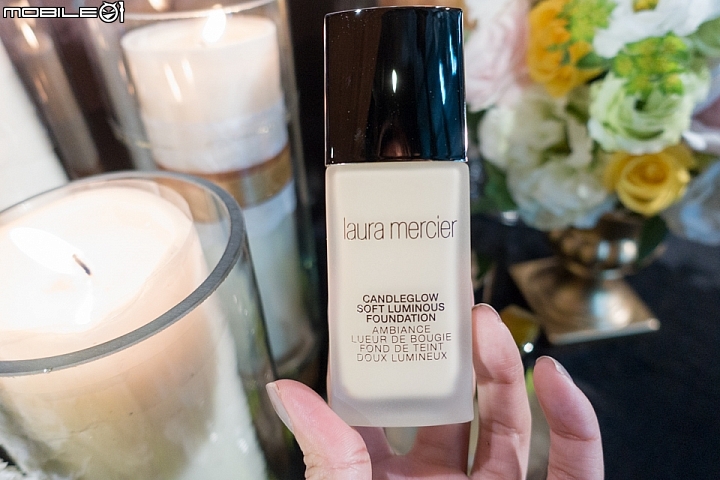 MOBILE01
laura mercier
CANDLEGLOW
SOFT LUMINOUS
FOUNDATION
AMBIANCE
LUEUR DE BOUGIE
FOND DE TEINT
DOUX LUMINEUX